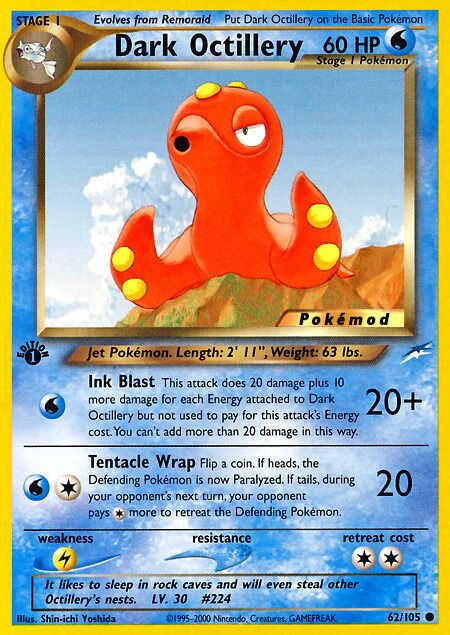 STAGE 1 Evolves from Remoraid Put Dark Octillery on the Basic Pokémon
Dark Octillery 60 HP
Stage 1 Pokémon
Pokémod
EDITION
1
Jet Pokémon. Length: 2' 11", Weight: 63 lbs.
Ink Blast This attack does 20 damage plus 10
more damage for each Energy attached to Dark
Octillery but not used to pay for this attack's Energy
cost. You can't add more than 20 damage in this way.
20+
Tentacle Wrap Flip a coin. If heads, the
Defending Pokémon is now Paralyzed. If tails, during
your opponent's next turn, your opponent
pays more to retreat the Defending Pokémon.
20
weakness resistance retreat cost
It likes to sleep in rock caves and will even steal other
Octillery's nests. LV. 30 #224
Illus. Shin-ichi Yoshida ©1995-2000 Nintendo, Creatures, GAMEFREAK. 62/105